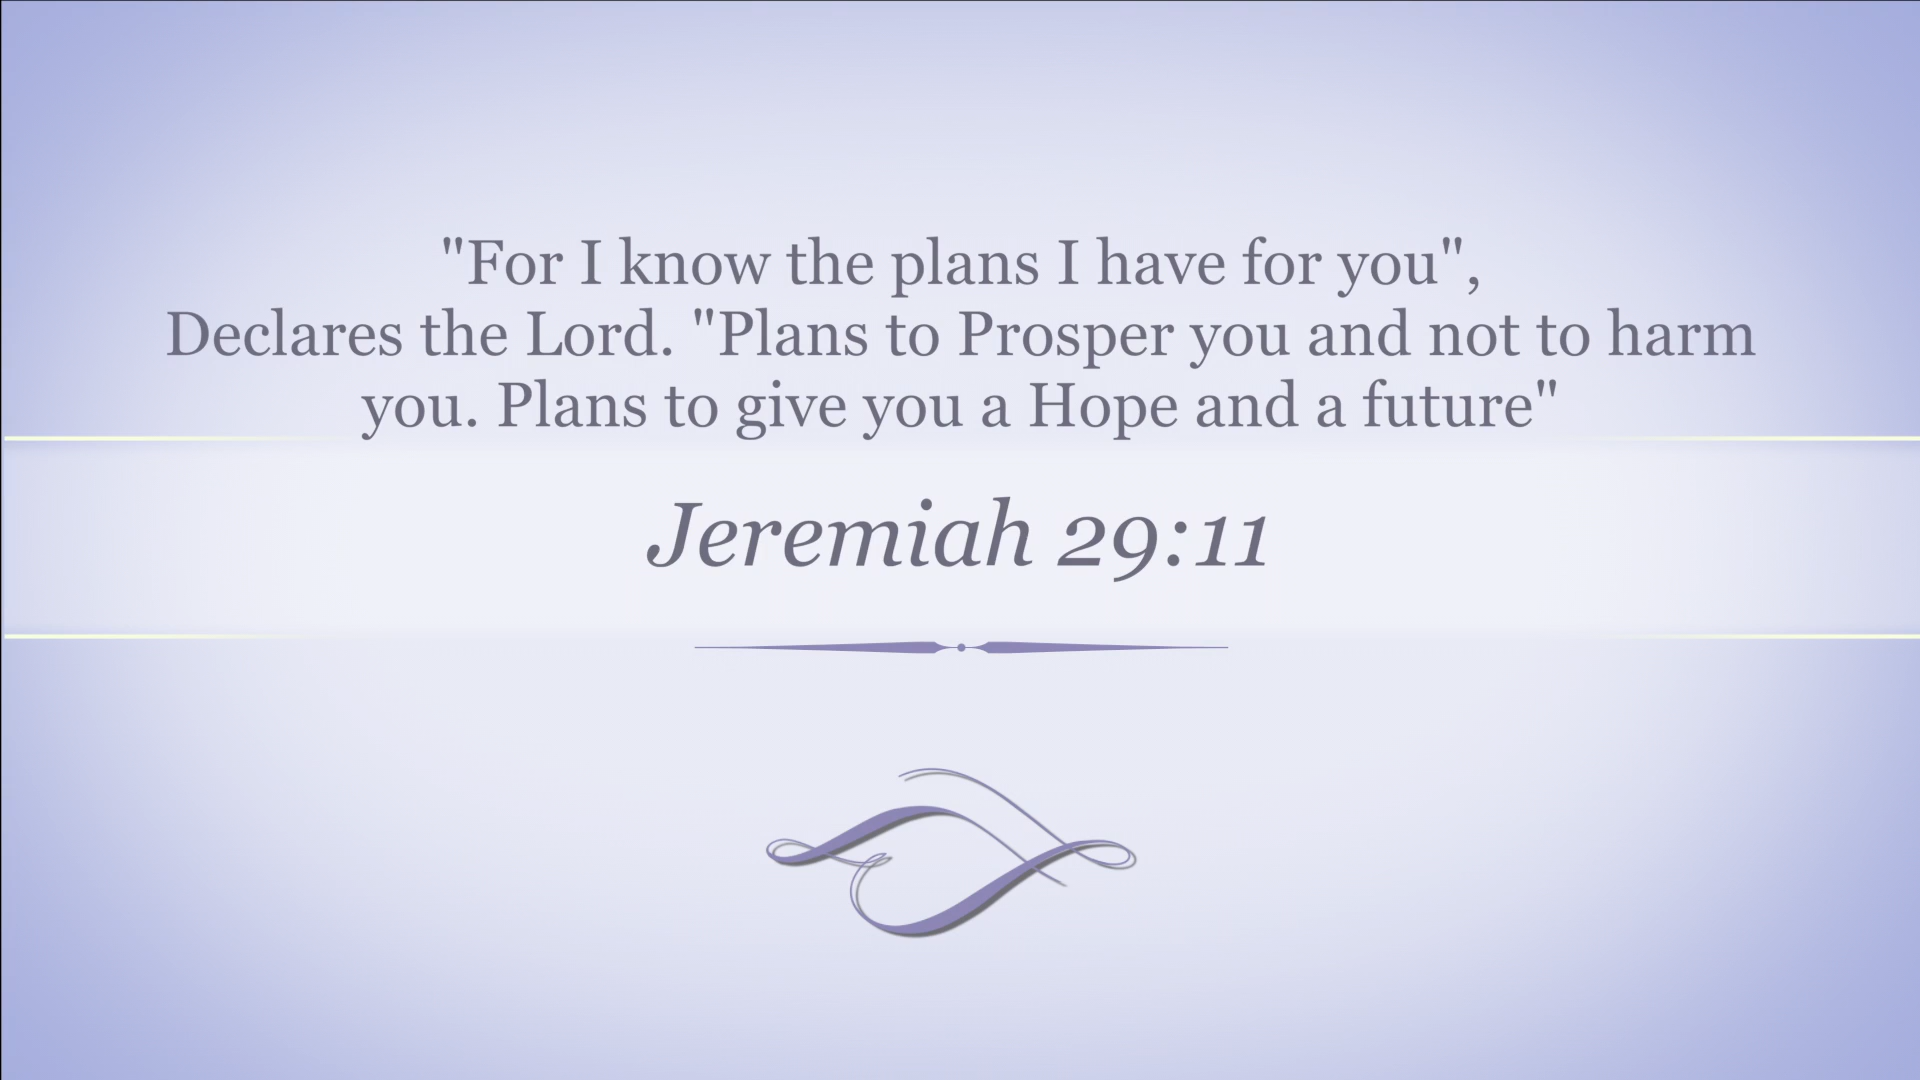 "For I know the plans I have for you",
Declares the Lord. "Plans to Prosper you and not to harm
you. Plans to give you a Hope and a future"
Jeremiah 29:11